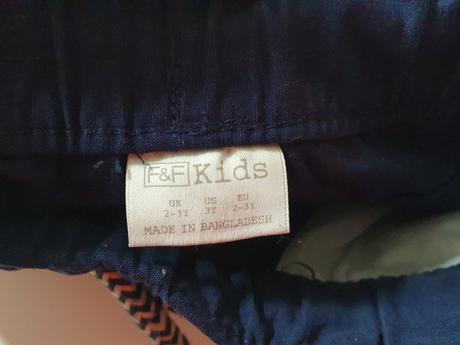 F&F Kids
UK US EU
2-3Y 3T 2-3Y
MADE IN BANGLADESH